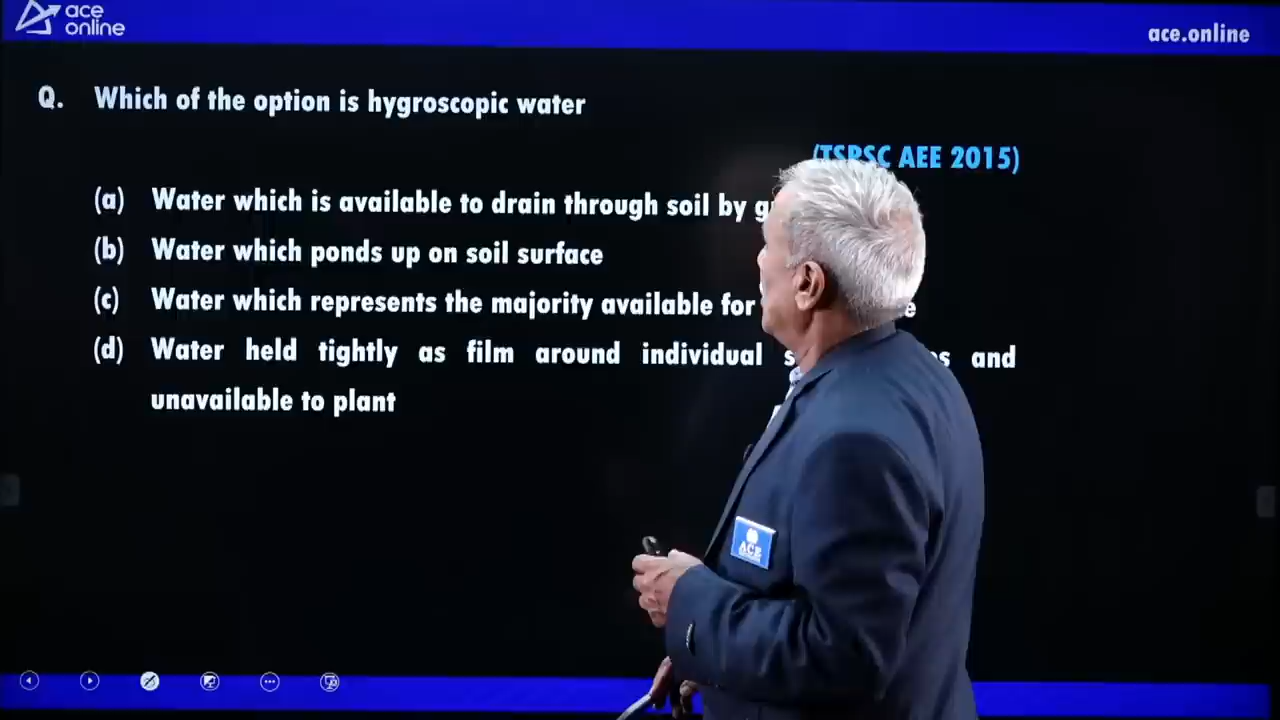 ace
online
ace.online
Q. Which of the option is hygroscopic water
(TSPSC AEE 2015)
(a) Water which is available to drain through soil by
(b) Water which ponds up on soil surface
(c) Water which represents the majority available for
(d) Water held tightly as film around individual and
unavailable to plant
ACE